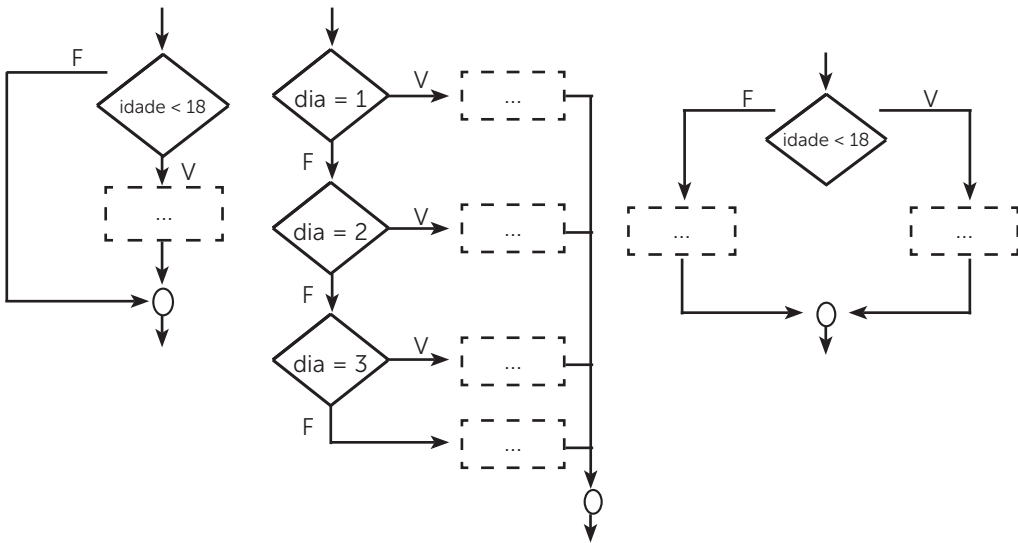 F
idade < 18
V
...
dia = 1
V
...
F
dia = 2
V
...
F
dia = 3
V
...
F
...
F
V
idade < 18
...
...